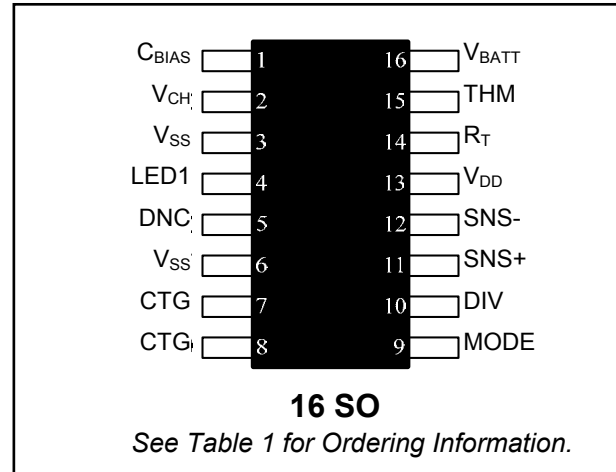 CBIAS 1 16 VBATT
VCH 2 15 THM
VSS 3 14 RT
LED1 4 13 VDD
DNC 5 12 SNS-
VSS 6 11 SNS+
CTG 7 10 DIV
CTG 8 9 MODE
16 SO
See Table 1 for Ordering Information.